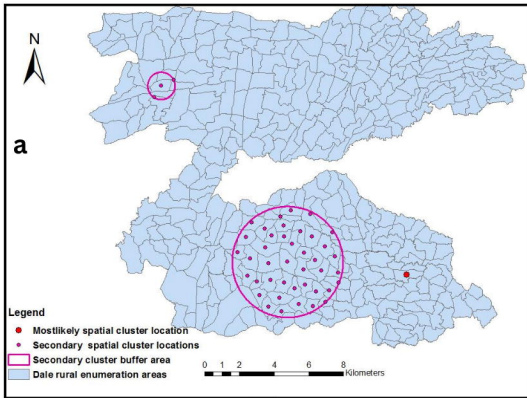 N
a
Legend
Mostlikely spatial cluster location
Secondary spatial cluster locations
Secondary cluster buffer area
Dale rural enumeration areas
0 1 2 4 6 8
Kilometers